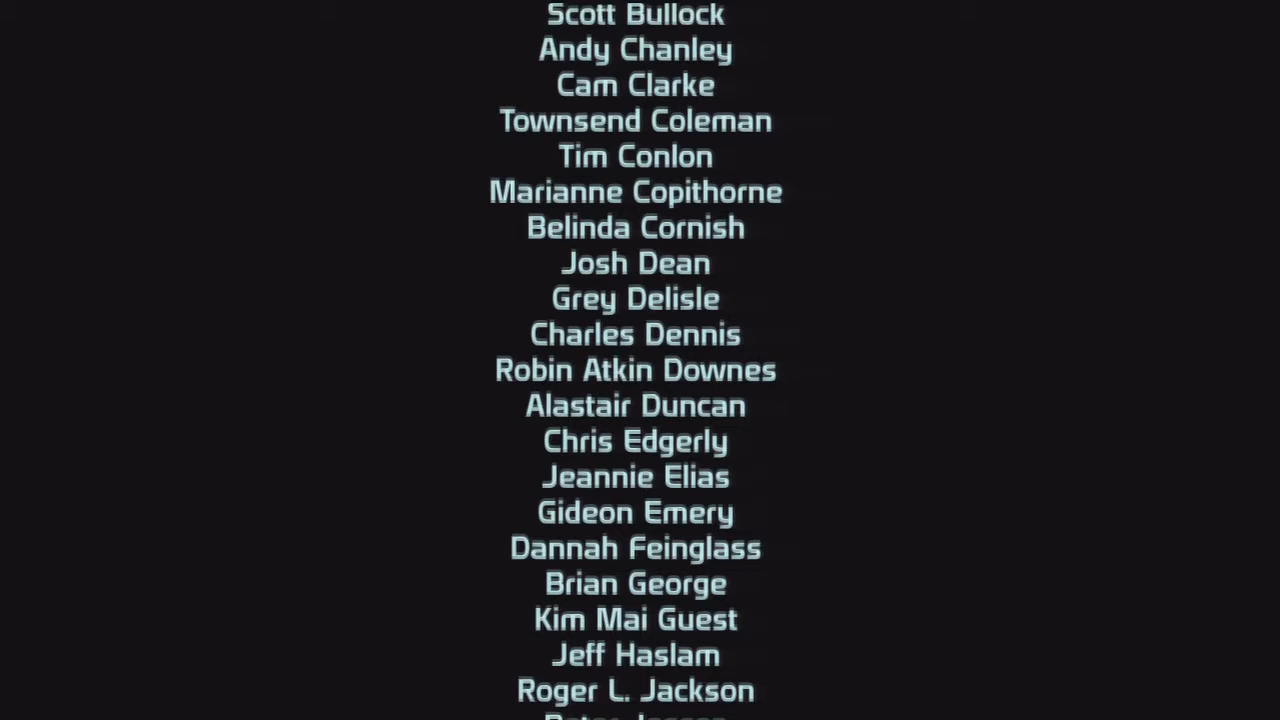 Scott Bullock
Andy Chanley
Cam Clarke
Townsend Coleman
Tim Conlon
Marianne Copithorne
Belinda Cornish
Josh Dean
Grey Delisle
Charles Dennis
Robin Atkin Downes
Alastair Duncan
Chris Edgerly
Jeannie Elias
Gideon Emery
Dannah Feinglass
Brian George
Kim Mai Guest
Jeff Haslam
Roger L. Jackson